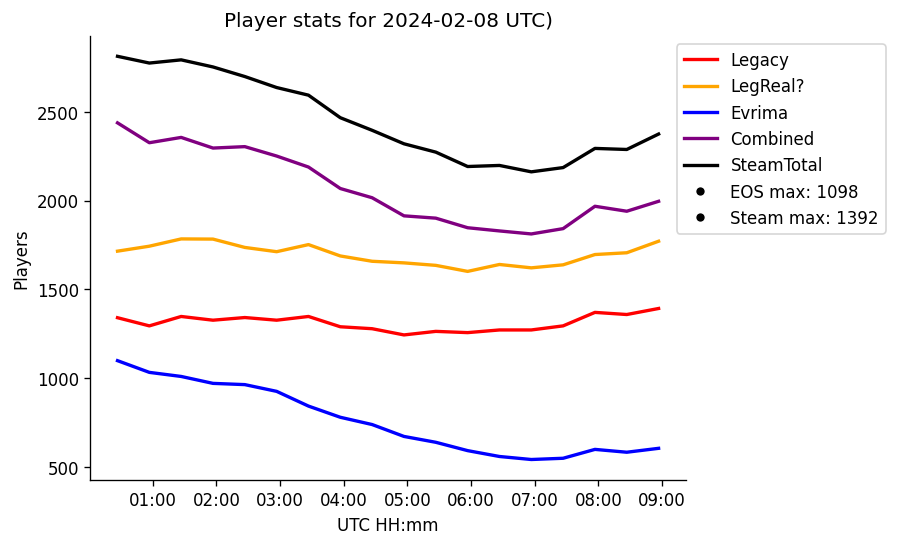 Player stats for 2024-02-08 UTC)
Legacy
LegReal?
Evrima
Combined
SteamTotal
EOS max: 1098
Steam max: 1392
Players
2500
2000
1500
1000
500
01:00 02:00 03:00 04:00 05:00 06:00 07:00 08:00 09:00
UTC HH:mm